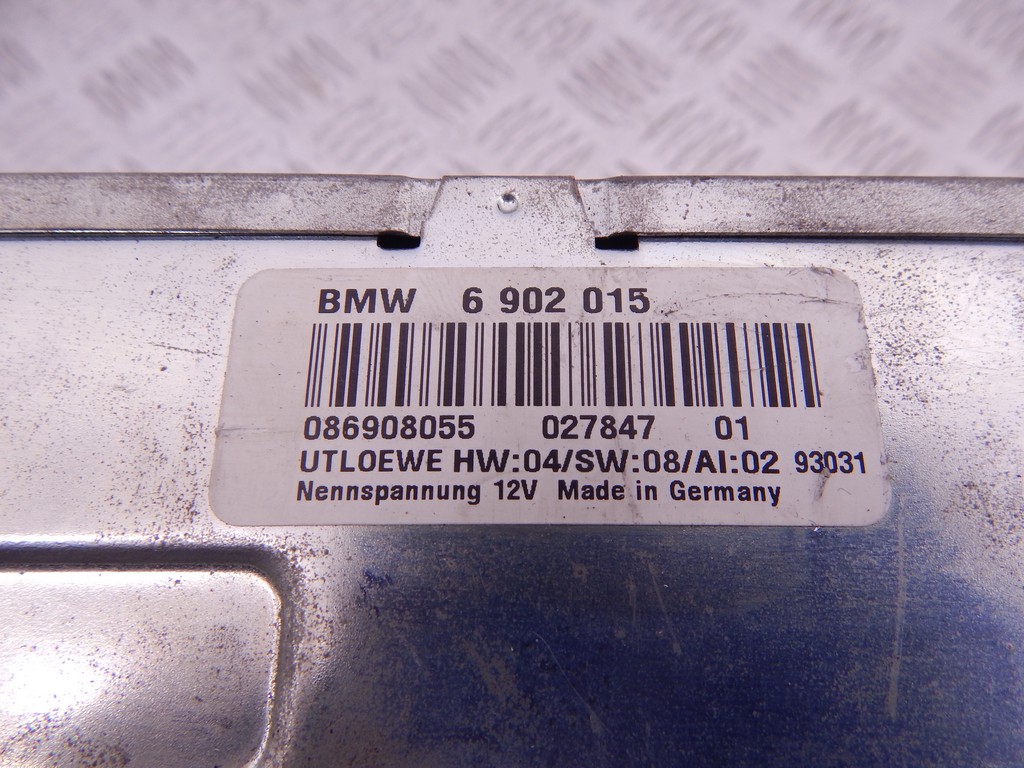 BMW 6 902 015
086908055 027847 01
UTLOEWE HW:04/SW:08/AI:02 93031
Nennspannung 12V Made in Germany